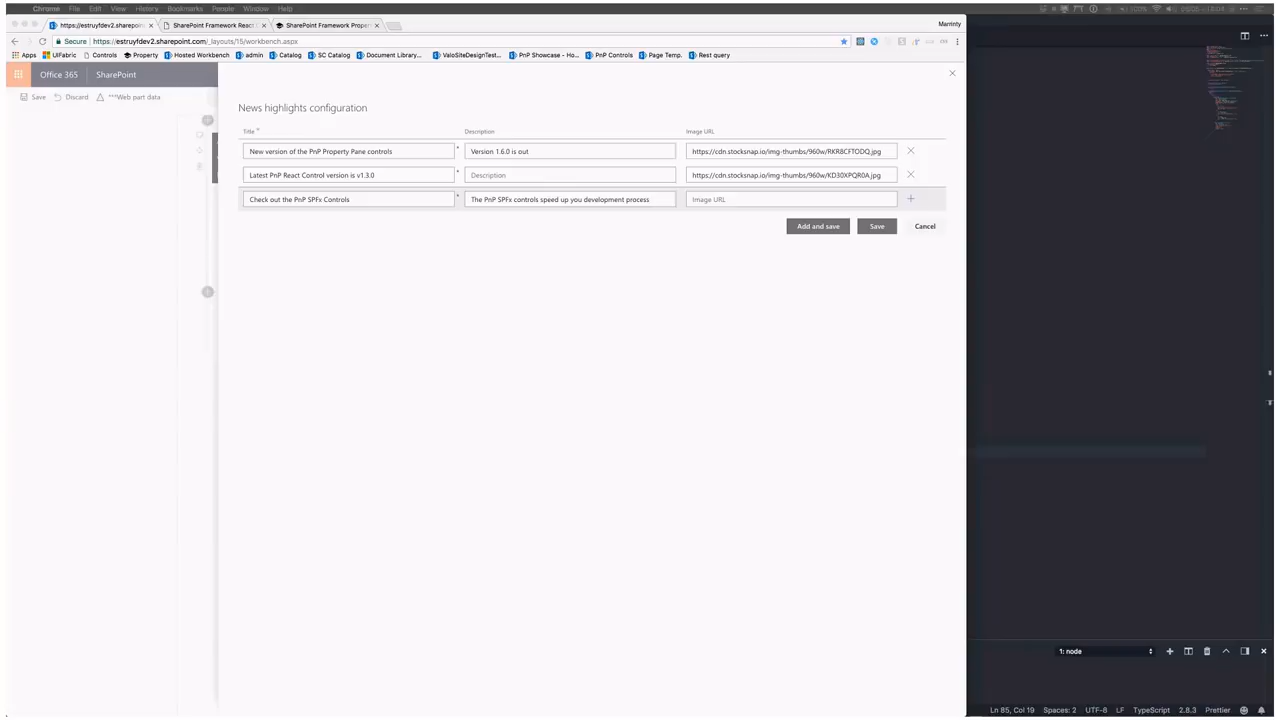 Chrome File Edit View History Bookmarks People Window Help
https://estruyfdev2.sharepoin
SharePoint Framework React
SharePoint Framework Proper
Marrinty
Secure https://estruyfdev2.sharepoint.com/_layouts/15/workbench.aspx
Apps UIFabric Controls Property Hosted Workbench admin Catalog SC Catalog Document Library... ValoSiteDesignTest... PnP Showcase - Ho... PnP Controls Page Temp. Rest query
Office 365 SharePoint
Save Discard ***Web part data
News highlights configuration
Title * Description Image URL
New version of the PnP Property Pane controls * Version 1.6.0 is out https://cdn.stocksnap.io/img-thumbs/960w/RKR8CFTODQ.jpg
Latest PnP React Control version is v1.3.0 * Description https://cdn.stocksnap.io/img-thumbs/960w/KD30XPQR0A.jpg
Check out the PnP SPFx Controls * The PnP SPFx controls speed up you development process Image URL
Add and save Save Cancel
1: node
Ln 85, Col 19 Spaces: 2 UTF-8 LF TypeScript 2.8.3 Prettier